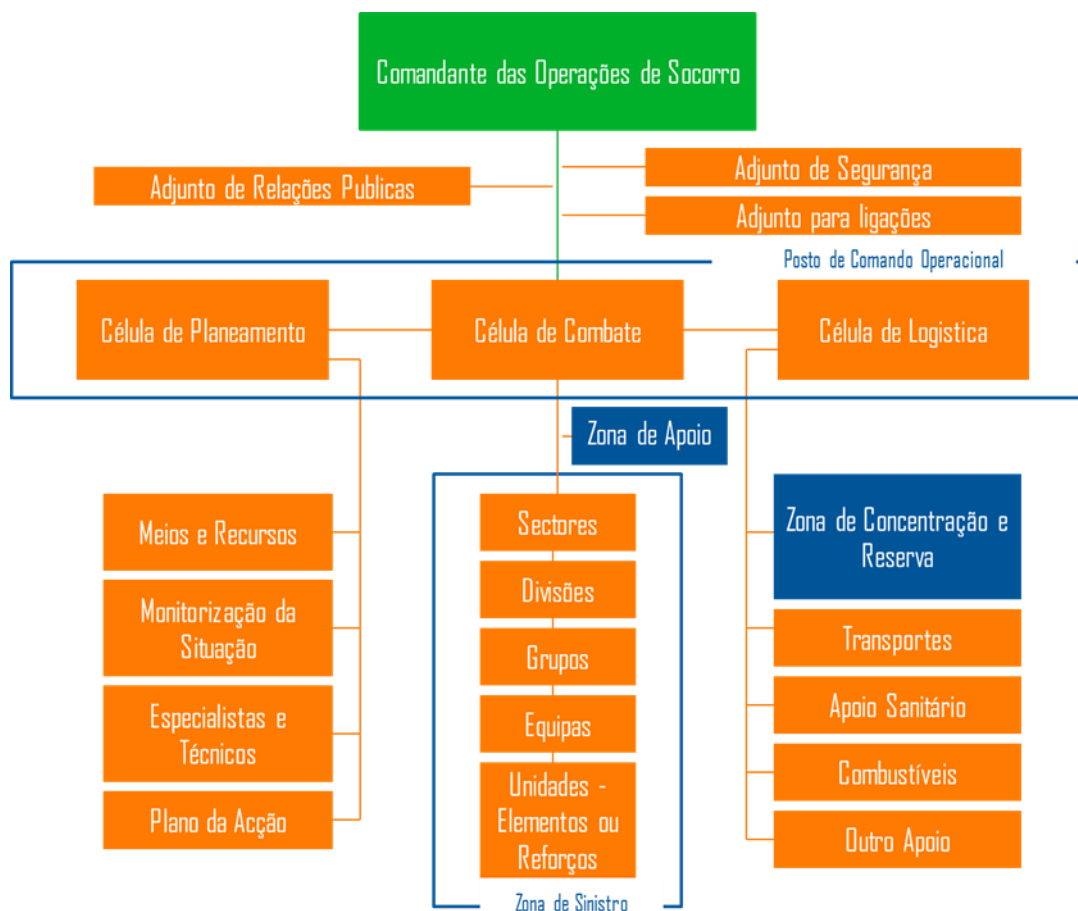 Comandante das Operações de Socorro
Adjunto de Relações Publicas
Adjunto de Segurança
Adjunto para ligações
Posto de Comando Operacional
Célula de Planeamento
Célula de Combate
Célula de Logistica
Zona de Apoio
Meios e Recursos
Monitorização da
Situação
Especialistas e
Técnicos
Plano da Acção
Sectores
Divisões
Grupos
Equipas
Unidades -
Elementos ou
Reforços
Zona de Sinistro
Zona de Concentração e
Reserva
Transportes
Apoio Sanitário
Combustíveis
Outro Apoio